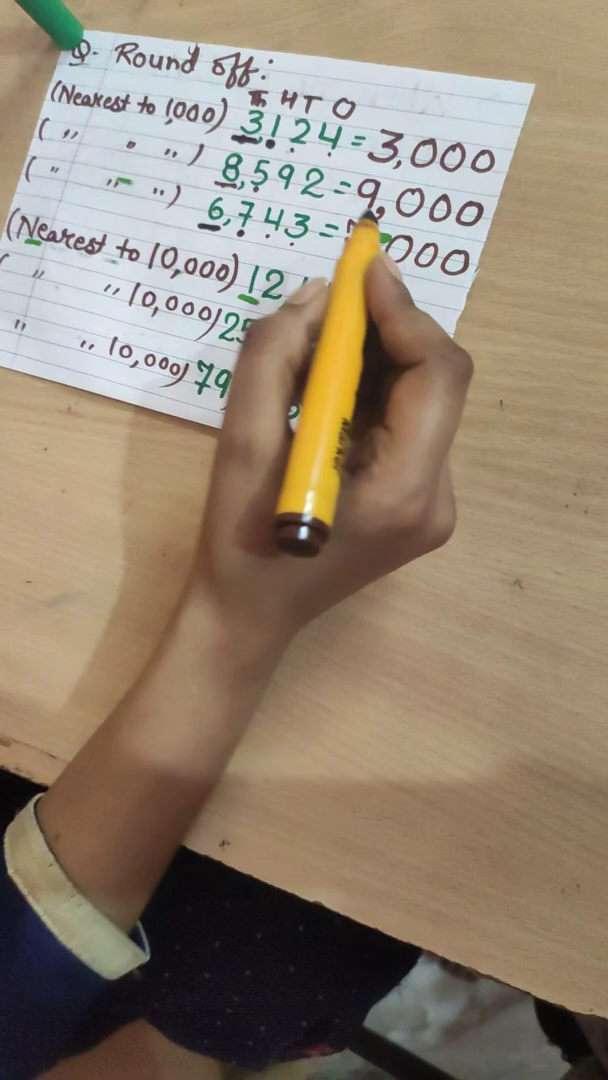 Q. Round off:
Th H T O
(Nearest to 1,000) 3,124 = 3,000
( " " " ) 8,592 = 9,000
( " " " ) 6,743 = ,000
(Nearest to 10,000) 12
( " " 10,000) 25
" " 10,000) 79,